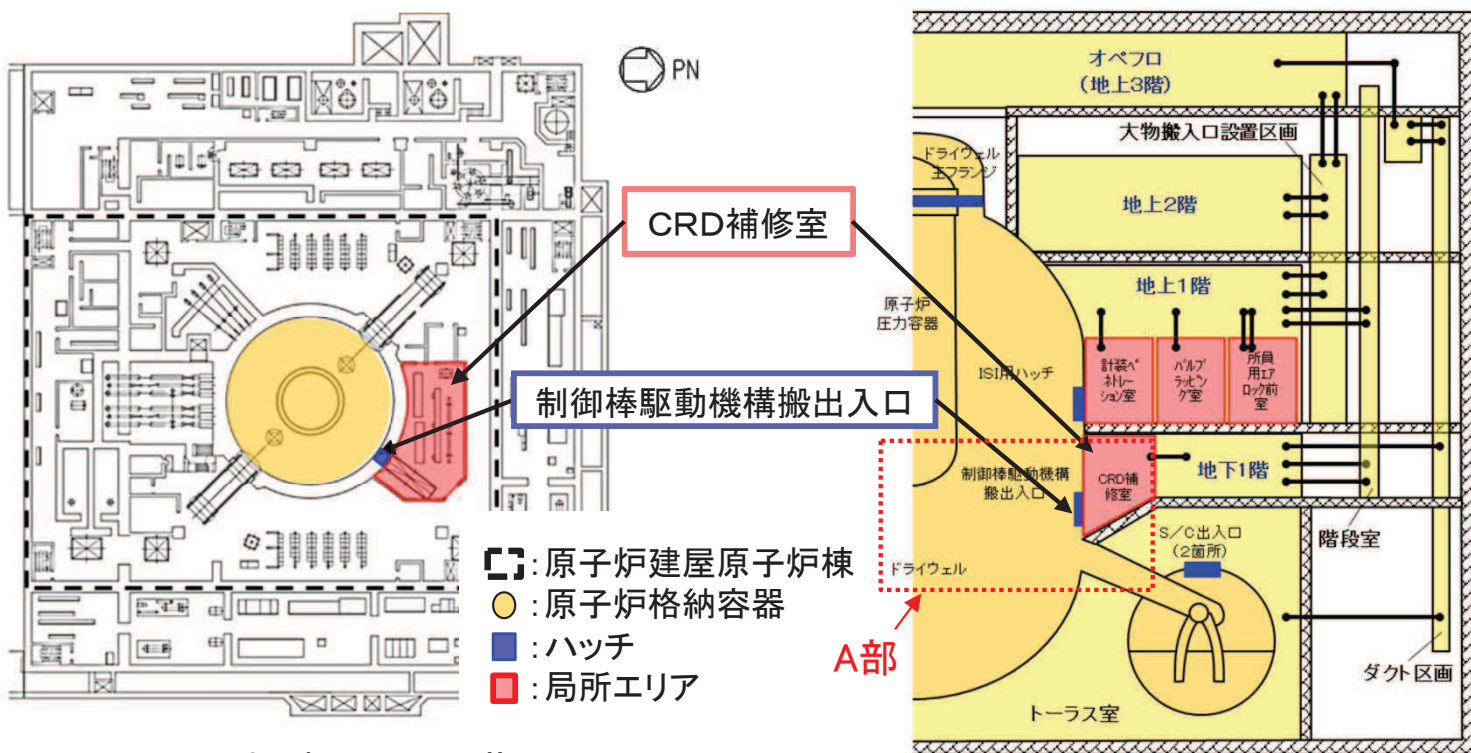 PN
CRD補修室
制御棒駆動機構搬出入口
:原子炉建屋原子炉棟
:原子炉格納容器
:ハッチ
:局所エリア
オペフロ
(地上3階)
大物搬入口設置区画
ドライウェル
主フランジ
地上2階
地上1階
原子炉
圧力容器
ISI用ハッチ
計装ペ
ネトレー
ション室
バルブ
ラッピン
グ室
所員
用エア
ロック前
室
制御棒駆動機構
搬出入口
CRD補
修室
地下1階
S/C出入口
(2箇所)
階段室
ドライウェル
A部
ダクト区画
トーラス室